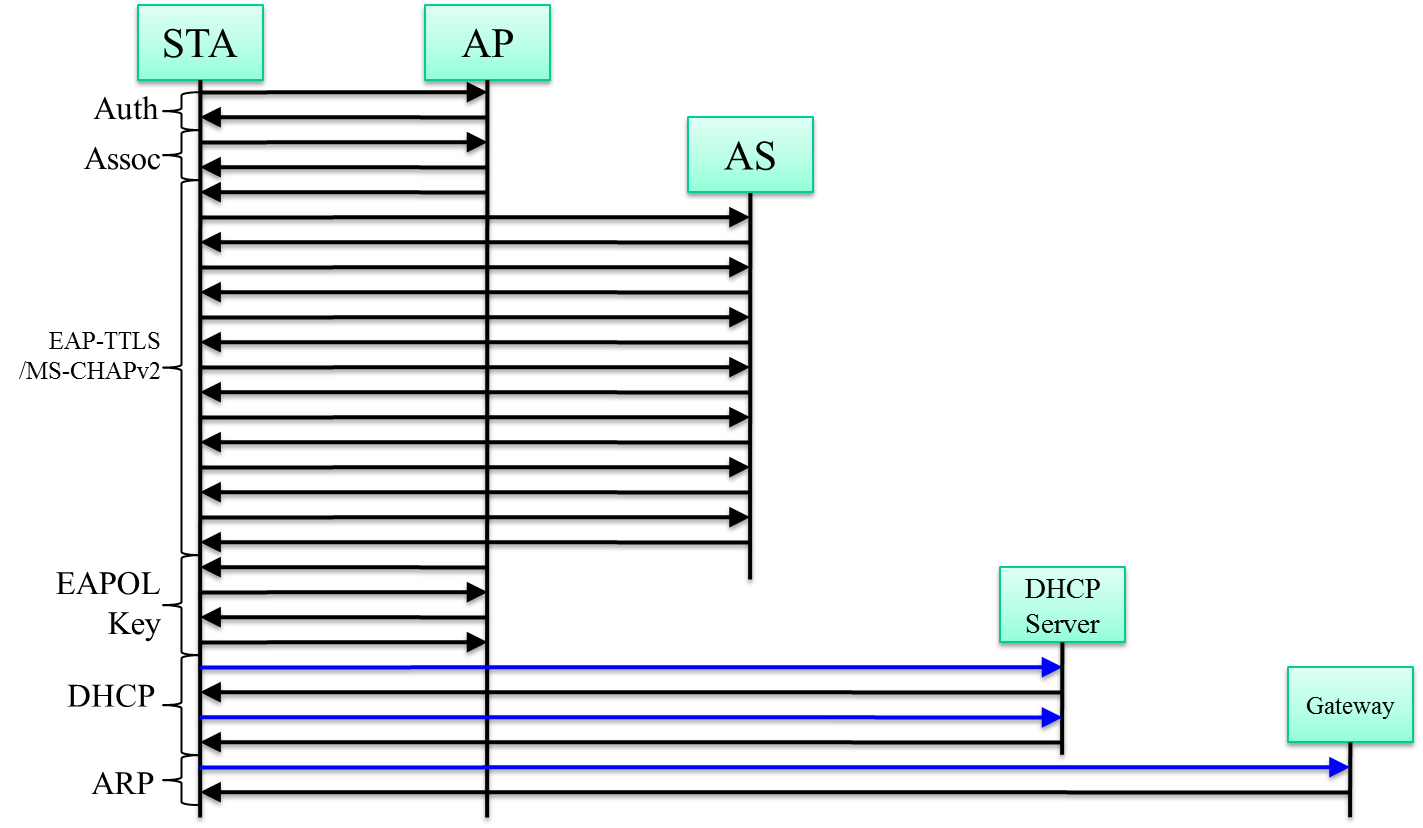 STA
AP
Auth
Assoc
AS
EAP-TTLS
/MS-CHAPv2
EAPOL
Key
DHCP
Server
DHCP
Gateway
ARP